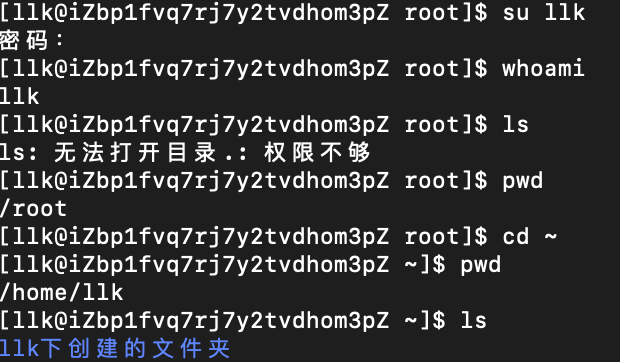 [llk@iZbp1fvq7rj7y2tvdhom3pZ root]$ su llk
密码：
[llk@iZbp1fvq7rj7y2tvdhom3pZ root]$ whoami
llk
[llk@iZbp1fvq7rj7y2tvdhom3pZ root]$ ls
ls: 无法打开目录.: 权限不够
[llk@iZbp1fvq7rj7y2tvdhom3pZ root]$ pwd
/root
[llk@iZbp1fvq7rj7y2tvdhom3pZ root]$ cd ~
[llk@iZbp1fvq7rj7y2tvdhom3pZ ~]$ pwd
/home/llk
[llk@iZbp1fvq7rj7y2tvdhom3pZ ~]$ ls
llk下创建的文件夹